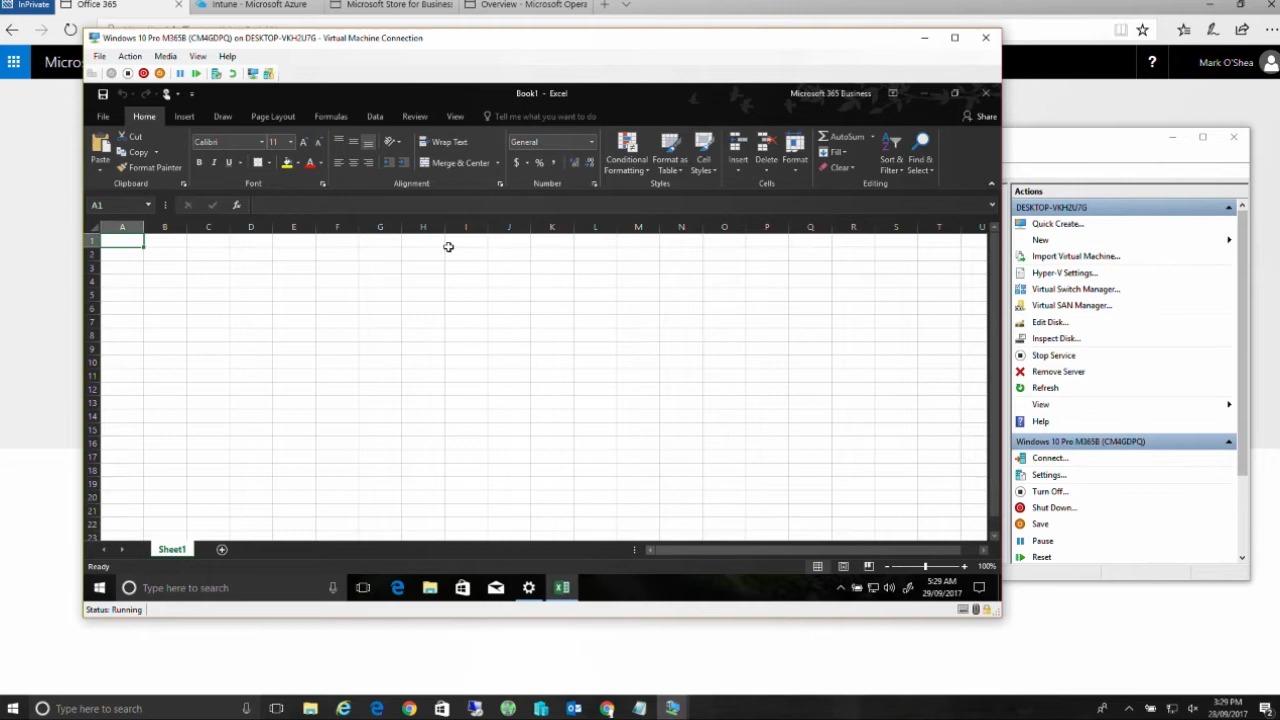 InPrivate Office 365 Intune - Microsoft Azure Microsoft Store for Business Overview - Microsoft Opera
Micros Mark O'Shea
Windows 10 Pro M365B (CM4GDPQ) on DESKTOP-VKH2U7G - Virtual Machine Connection
File Action Media View Help
Book1 - Excel Microsoft 365 Business
File Home Insert Draw Page Layout Formulas Data Review View Tell me what you want to do Share
Paste Cut Copy Format Painter
Calibri 11
B I U A
Wrap Text
Merge & Center
General
$ % ,
Conditional Formatting Format as Table Cell Styles
Insert Delete Format
AutoSum Fill Clear
Sort & Filter Find & Select
Clipboard Font Alignment Number Styles Cells Editing
A1 fx
A B C D E F G H I J K L M N O P Q R S T U
1
2
3
4
5
6
7
8
9
10
11
12
13
14
15
16
17
18
19
20
21
22
23
Sheet1
Ready 100%
Type here to search 5:29 AM
29/09/2017
Status: Running
Actions
DESKTOP-VKH2U7G
Quick Create...
New
Import Virtual Machine...
Hyper-V Settings...
Virtual Switch Manager...
Virtual SAN Manager...
Edit Disk...
Inspect Disk...
Stop Service
Remove Server
Refresh
View
Help
Windows 10 Pro M365B (CM4GDPQ)
Connect...
Settings...
Turn Off...
Shut Down...
Save
Pause
Reset
Type here to search 3:29 PM
28/09/2017